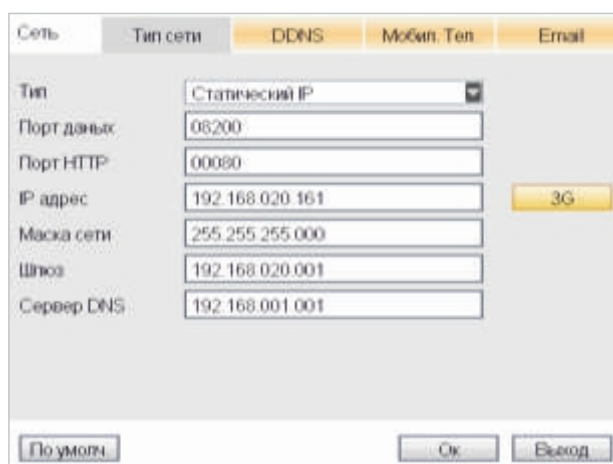 Сеть Тип сети DDNS Мобил. Тел. Email
Тип Статический IP
Порт даных 08200
Порт HTTP 00080
IP адрес 192.168.020.161 3G
Маска сети 255.255.255.000
Шлюз 192.168.020.001
Сервер DNS 192.168.001.001
По умолч. Ок Выход